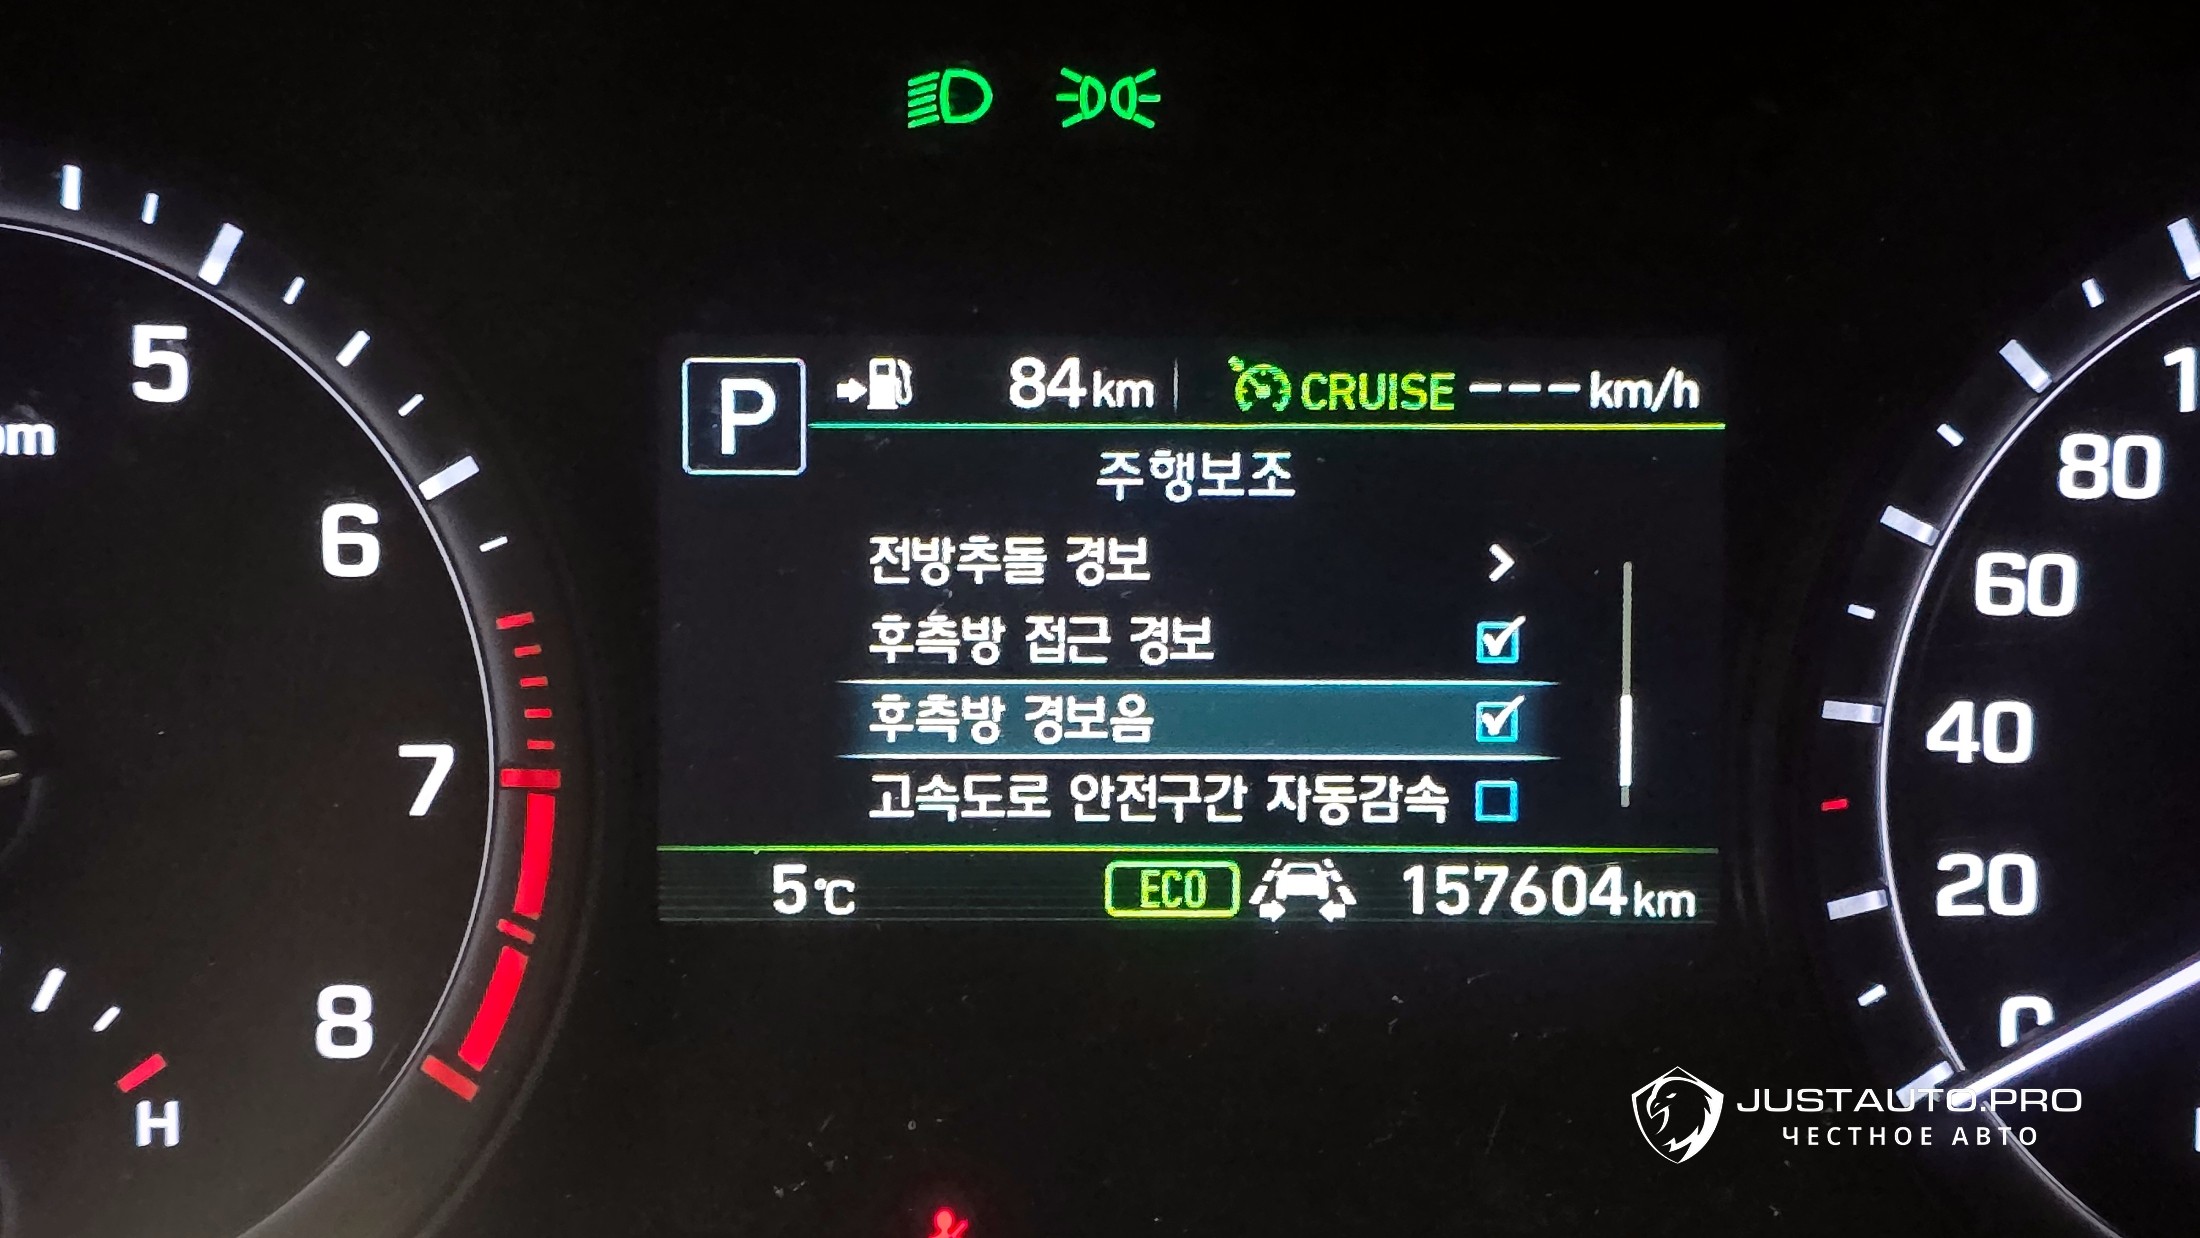 5
6
7
8
H
P
84km
CRUISE ---km/h
주행보조
전방추돌 경보
후측방 접근 경보
후측방 경보음
고속도로 안전구간 자동감속
5℃
ECO
157604km
80
60
40
20
0
JUSTAUTO.PRO
ЧЕСТНОЕ АВТО